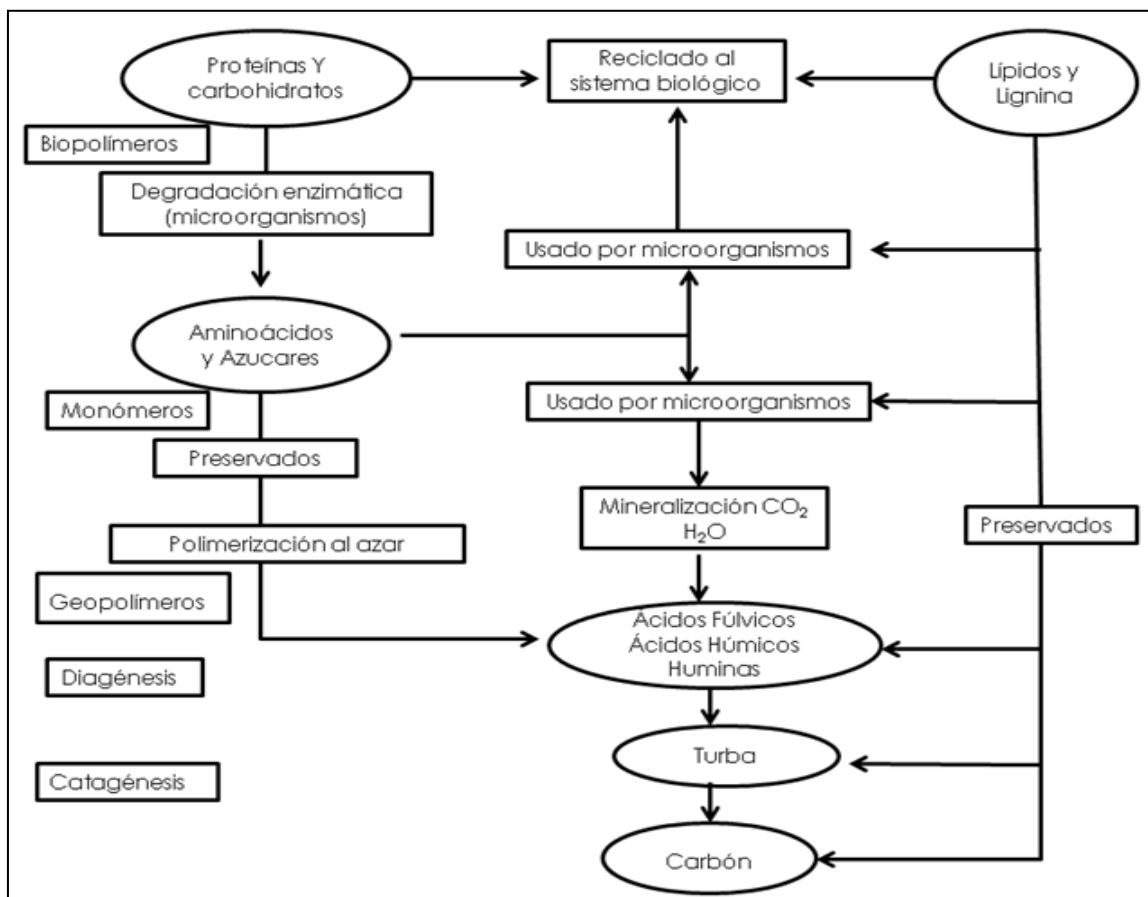 Proteínas Y
carbohidratos
Reciclado al
sistema biológico
Lípidos y
Lignina
Biopolímeros
Degradación enzimática
(microorganismos)
Usado por microorganismos
Aminoácidos
y Azucares
Usado por microorganismos
Monómeros
Preservados
Mineralización CO₂
H₂O
Preservados
Polimerización al azar
Geopolímeros
Ácidos Fúlvicos
Ácidos Húmicos
Huminas
Diagénesis
Turba
Catagénesis
Carbón